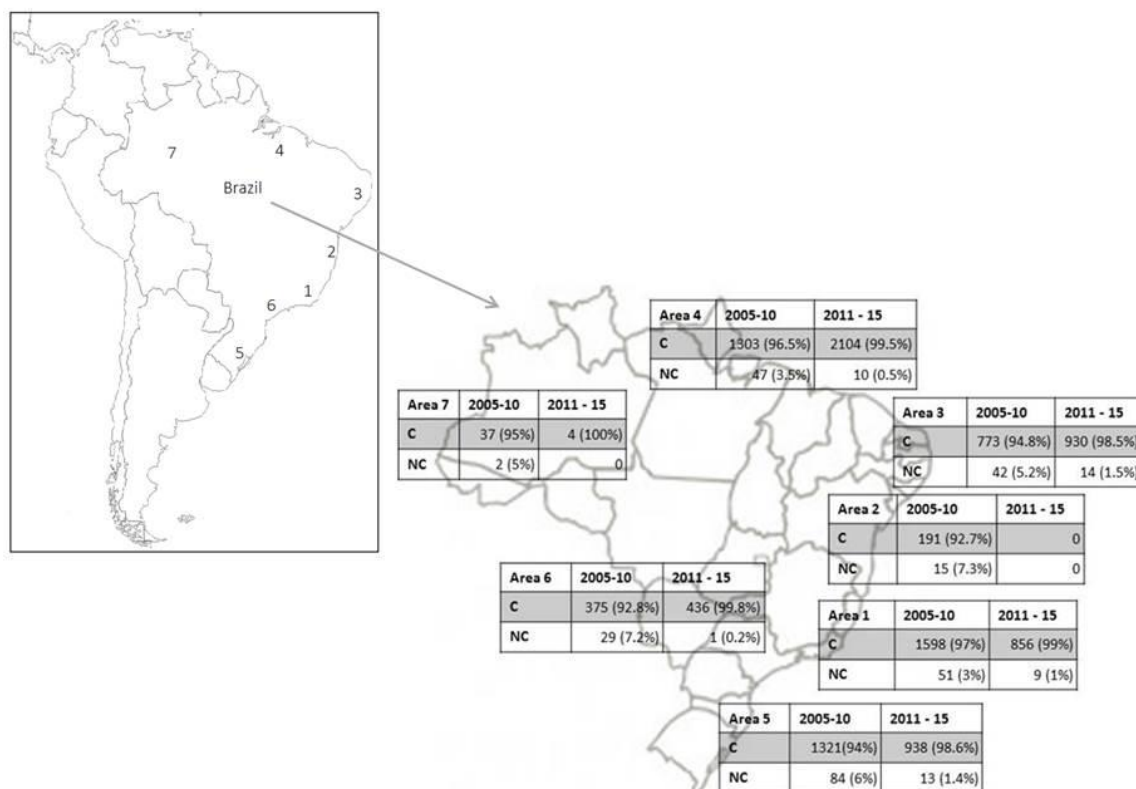 7
4
Brazil
3
2
1
6
5
Area 4 2005-10 2011 - 15
C 1303 (96.5%) 2104 (99.5%)
NC 47 (3.5%) 10 (0.5%)
Area 7 2005-10 2011 - 15
C 37 (95%) 4 (100%)
NC 2 (5%) 0
Area 3 2005-10 2011 - 15
C 773 (94.8%) 930 (98.5%)
NC 42 (5.2%) 14 (1.5%)
Area 2 2005-10 2011 - 15
C 191 (92.7%) 0
NC 15 (7.3%) 0
Area 6 2005-10 2011 - 15
C 375 (92.8%) 436 (99.8%)
NC 29 (7.2%) 1 (0.2%)
Area 1 2005-10 2011 - 15
C 1598 (97%) 856 (99%)
NC 51 (3%) 9 (1%)
Area 5 2005-10 2011 - 15
C 1321(94%) 938 (98.6%)
NC 84 (6%) 13 (1.4%)